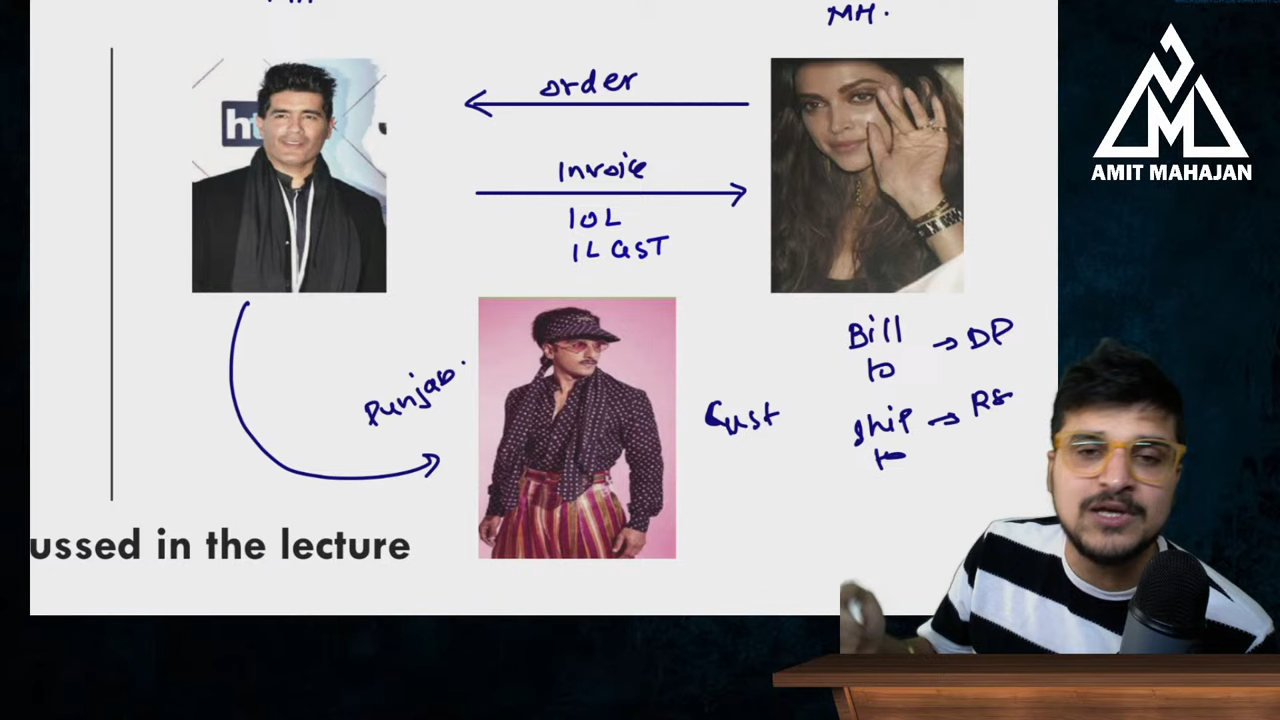 MH.
order
Invoice
10L
1L GST
ht
Punjab.
Cust
Bill
to
→ DP
ship
to
→ RS
ussed in the lecture
AMIT MAHAJAN